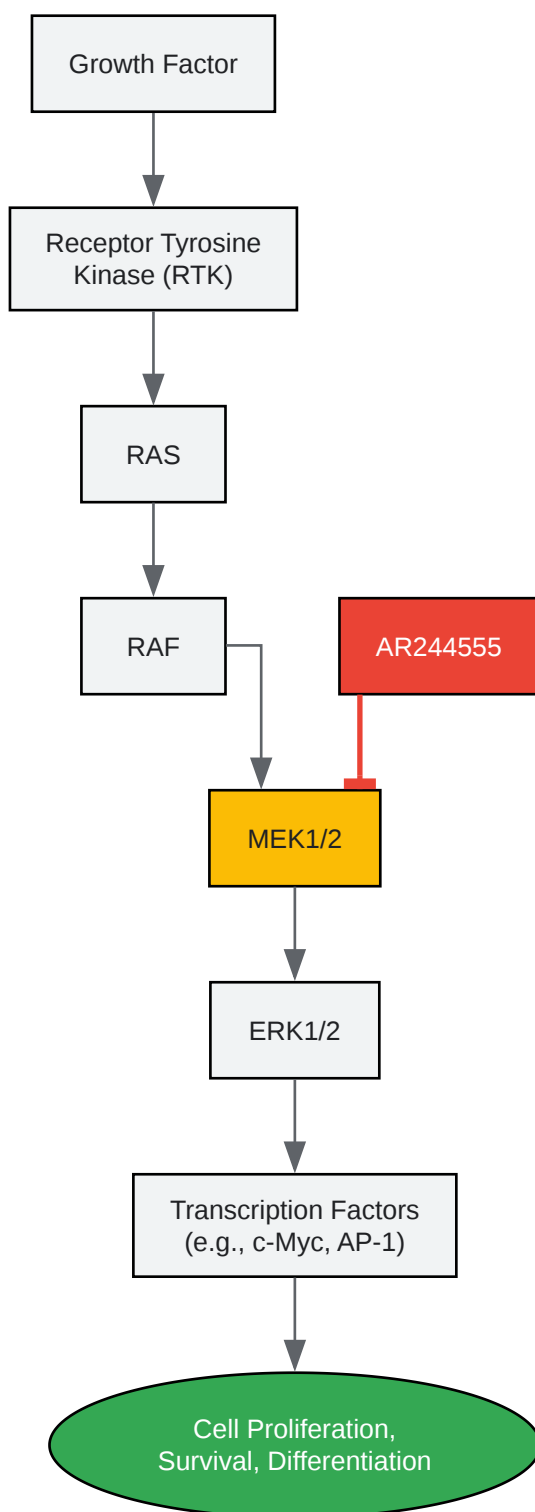 Growth Factor
Receptor Tyrosine
Kinase (RTK)
RAS
RAF
AR244555
MEK1/2
ERK1/2
Transcription Factors
(e.g., c-Myc, AP-1)
Cell Proliferation,
Survival, Differentiation